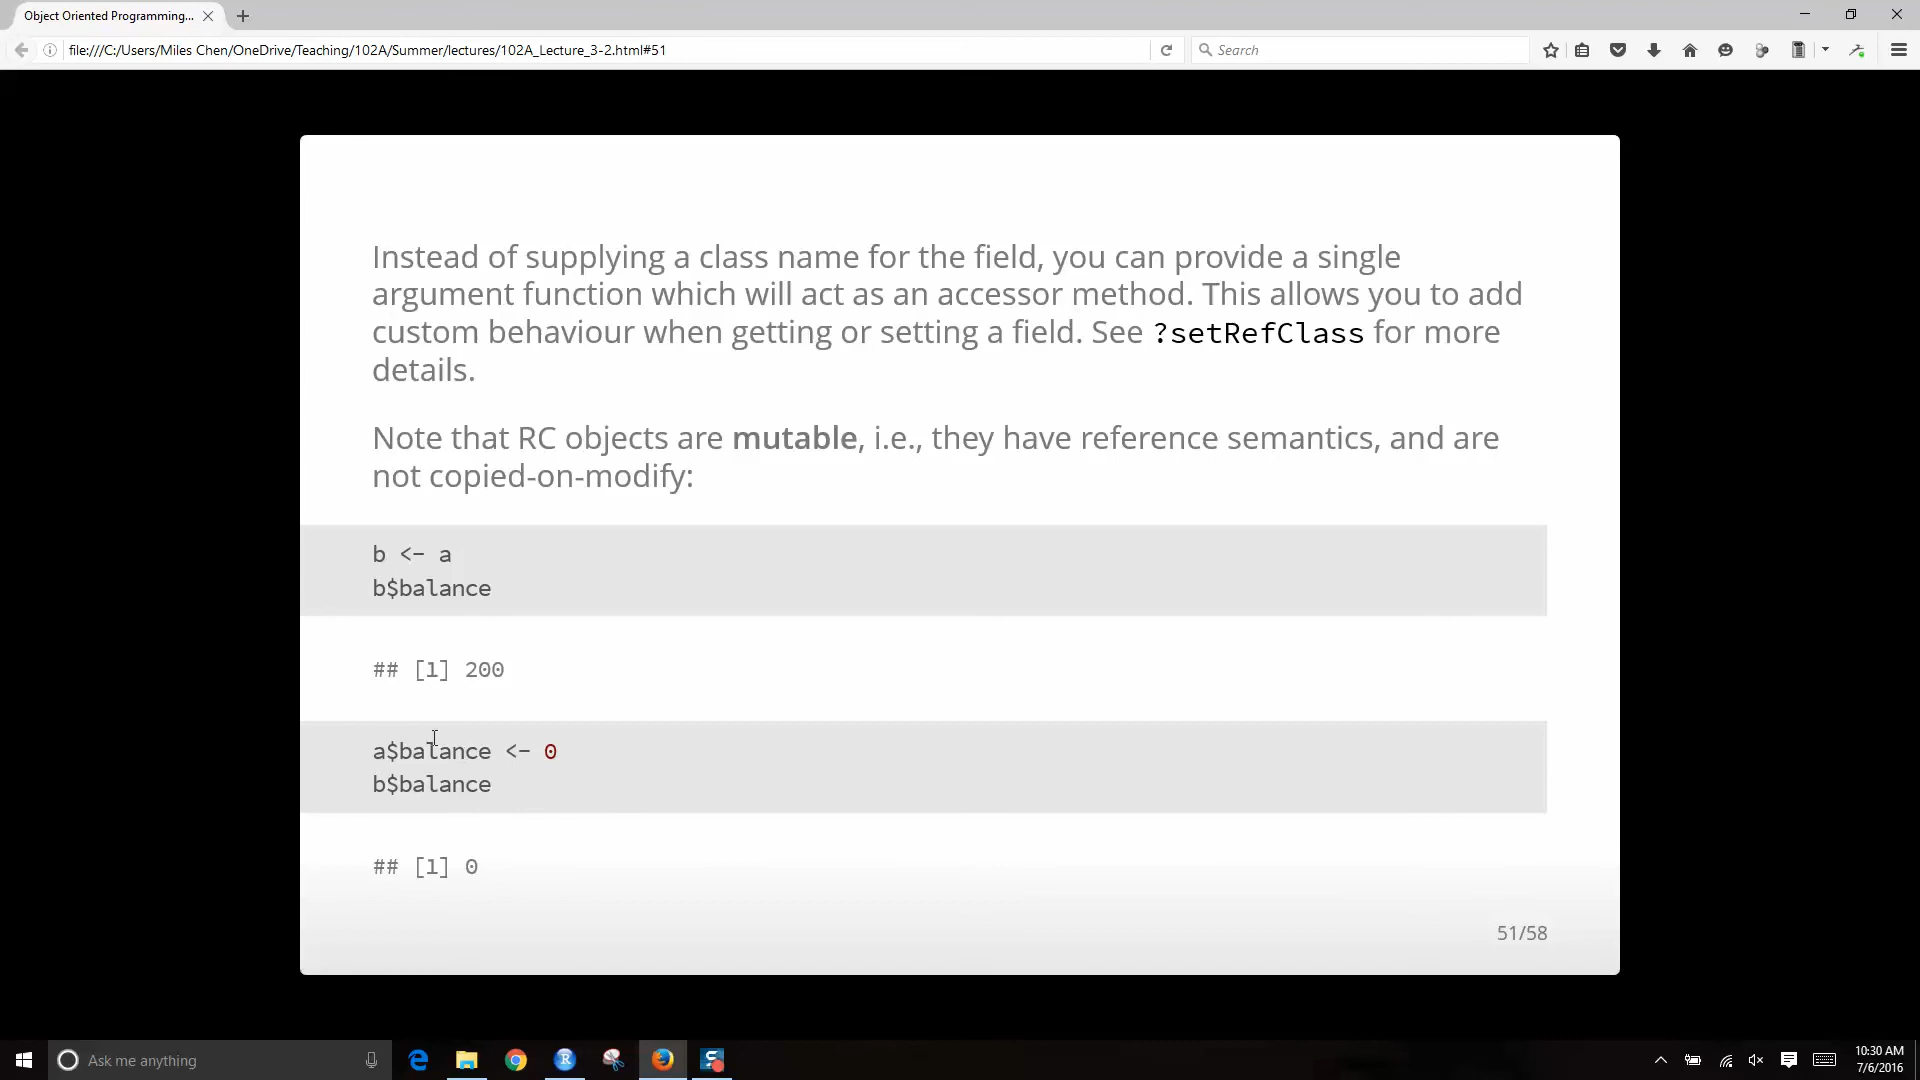 Object Oriented Programming...
file:///C:/Users/Miles Chen/OneDrive/Teaching/102A/Summer/lectures/102A_Lecture_3-2.html#51
Search
Instead of supplying a class name for the field, you can provide a single
argument function which will act as an accessor method. This allows you to add
custom behaviour when getting or setting a field. See ?setRefClass for more
details.
Note that RC objects are mutable, i.e., they have reference semantics, and are
not copied-on-modify:
b <- a
b$balance
## [1] 200
a$balance <- 0
b$balance
## [1] 0
51/58
Ask me anything
10:30 AM
7/6/2016